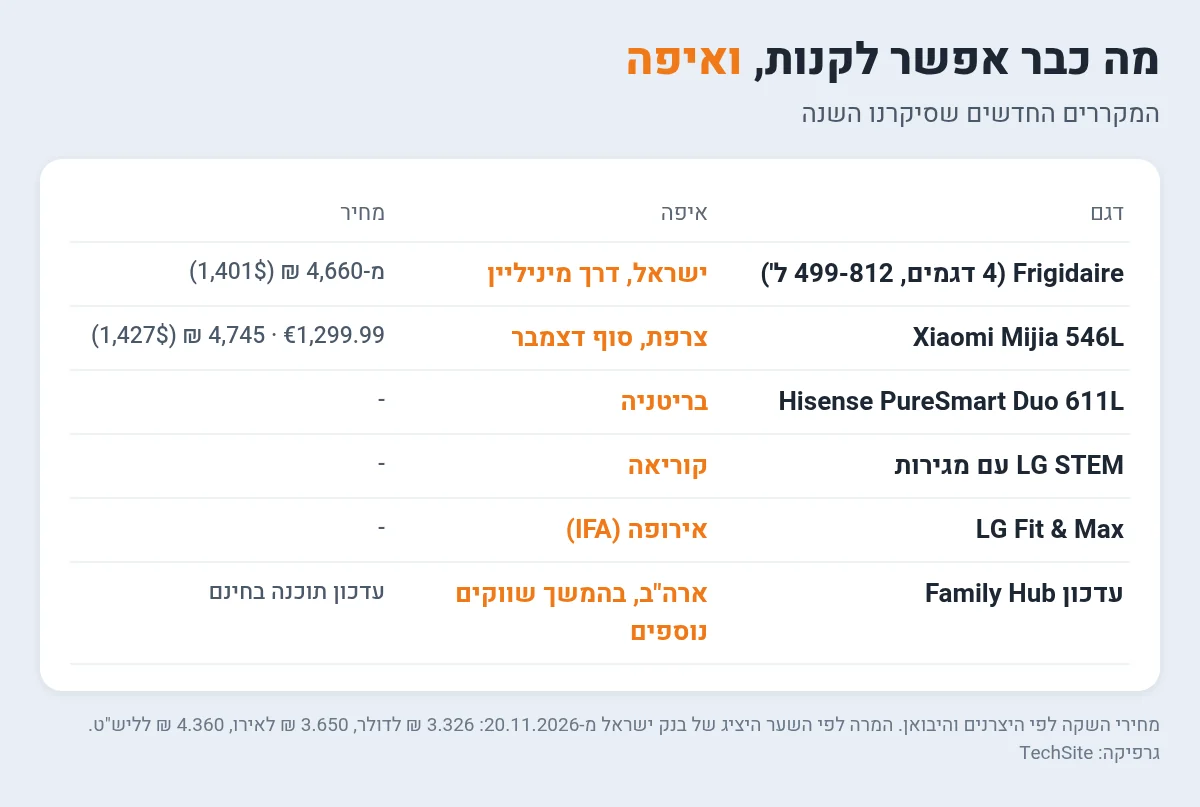 מה כבר אפשר לקנות, ואיפה
המקררים החדשים שסיקרנו השנה
דגם איפה מחיר
Frigidaire (4 דגמים, 499-812 ל') ישראל, דרך מיניליין מ-4,660 ₪ ($1,401)
Xiaomi Mijia 546L צרפת, סוף דצמבר €1,299.99 · 4,745 ₪ ($1,427)
Hisense PureSmart Duo 611L בריטניה -
LG STEM עם מגירות קוריאה -
LG Fit & Max אירופה (IFA) -
עדכון Family Hub ארה"ב, בהמשך שווקים עדכון תוכנה בחינם
נוספים
מחירי השקה לפי היצרנים והיבואן. המרה לפי השער היציג של בנק ישראל מ-20.11.2026: 3.326 ₪ לדולר, 3.650 ₪ לאירו, 4.360 ₪ לליש"ט.
גרפיקה: TechSite